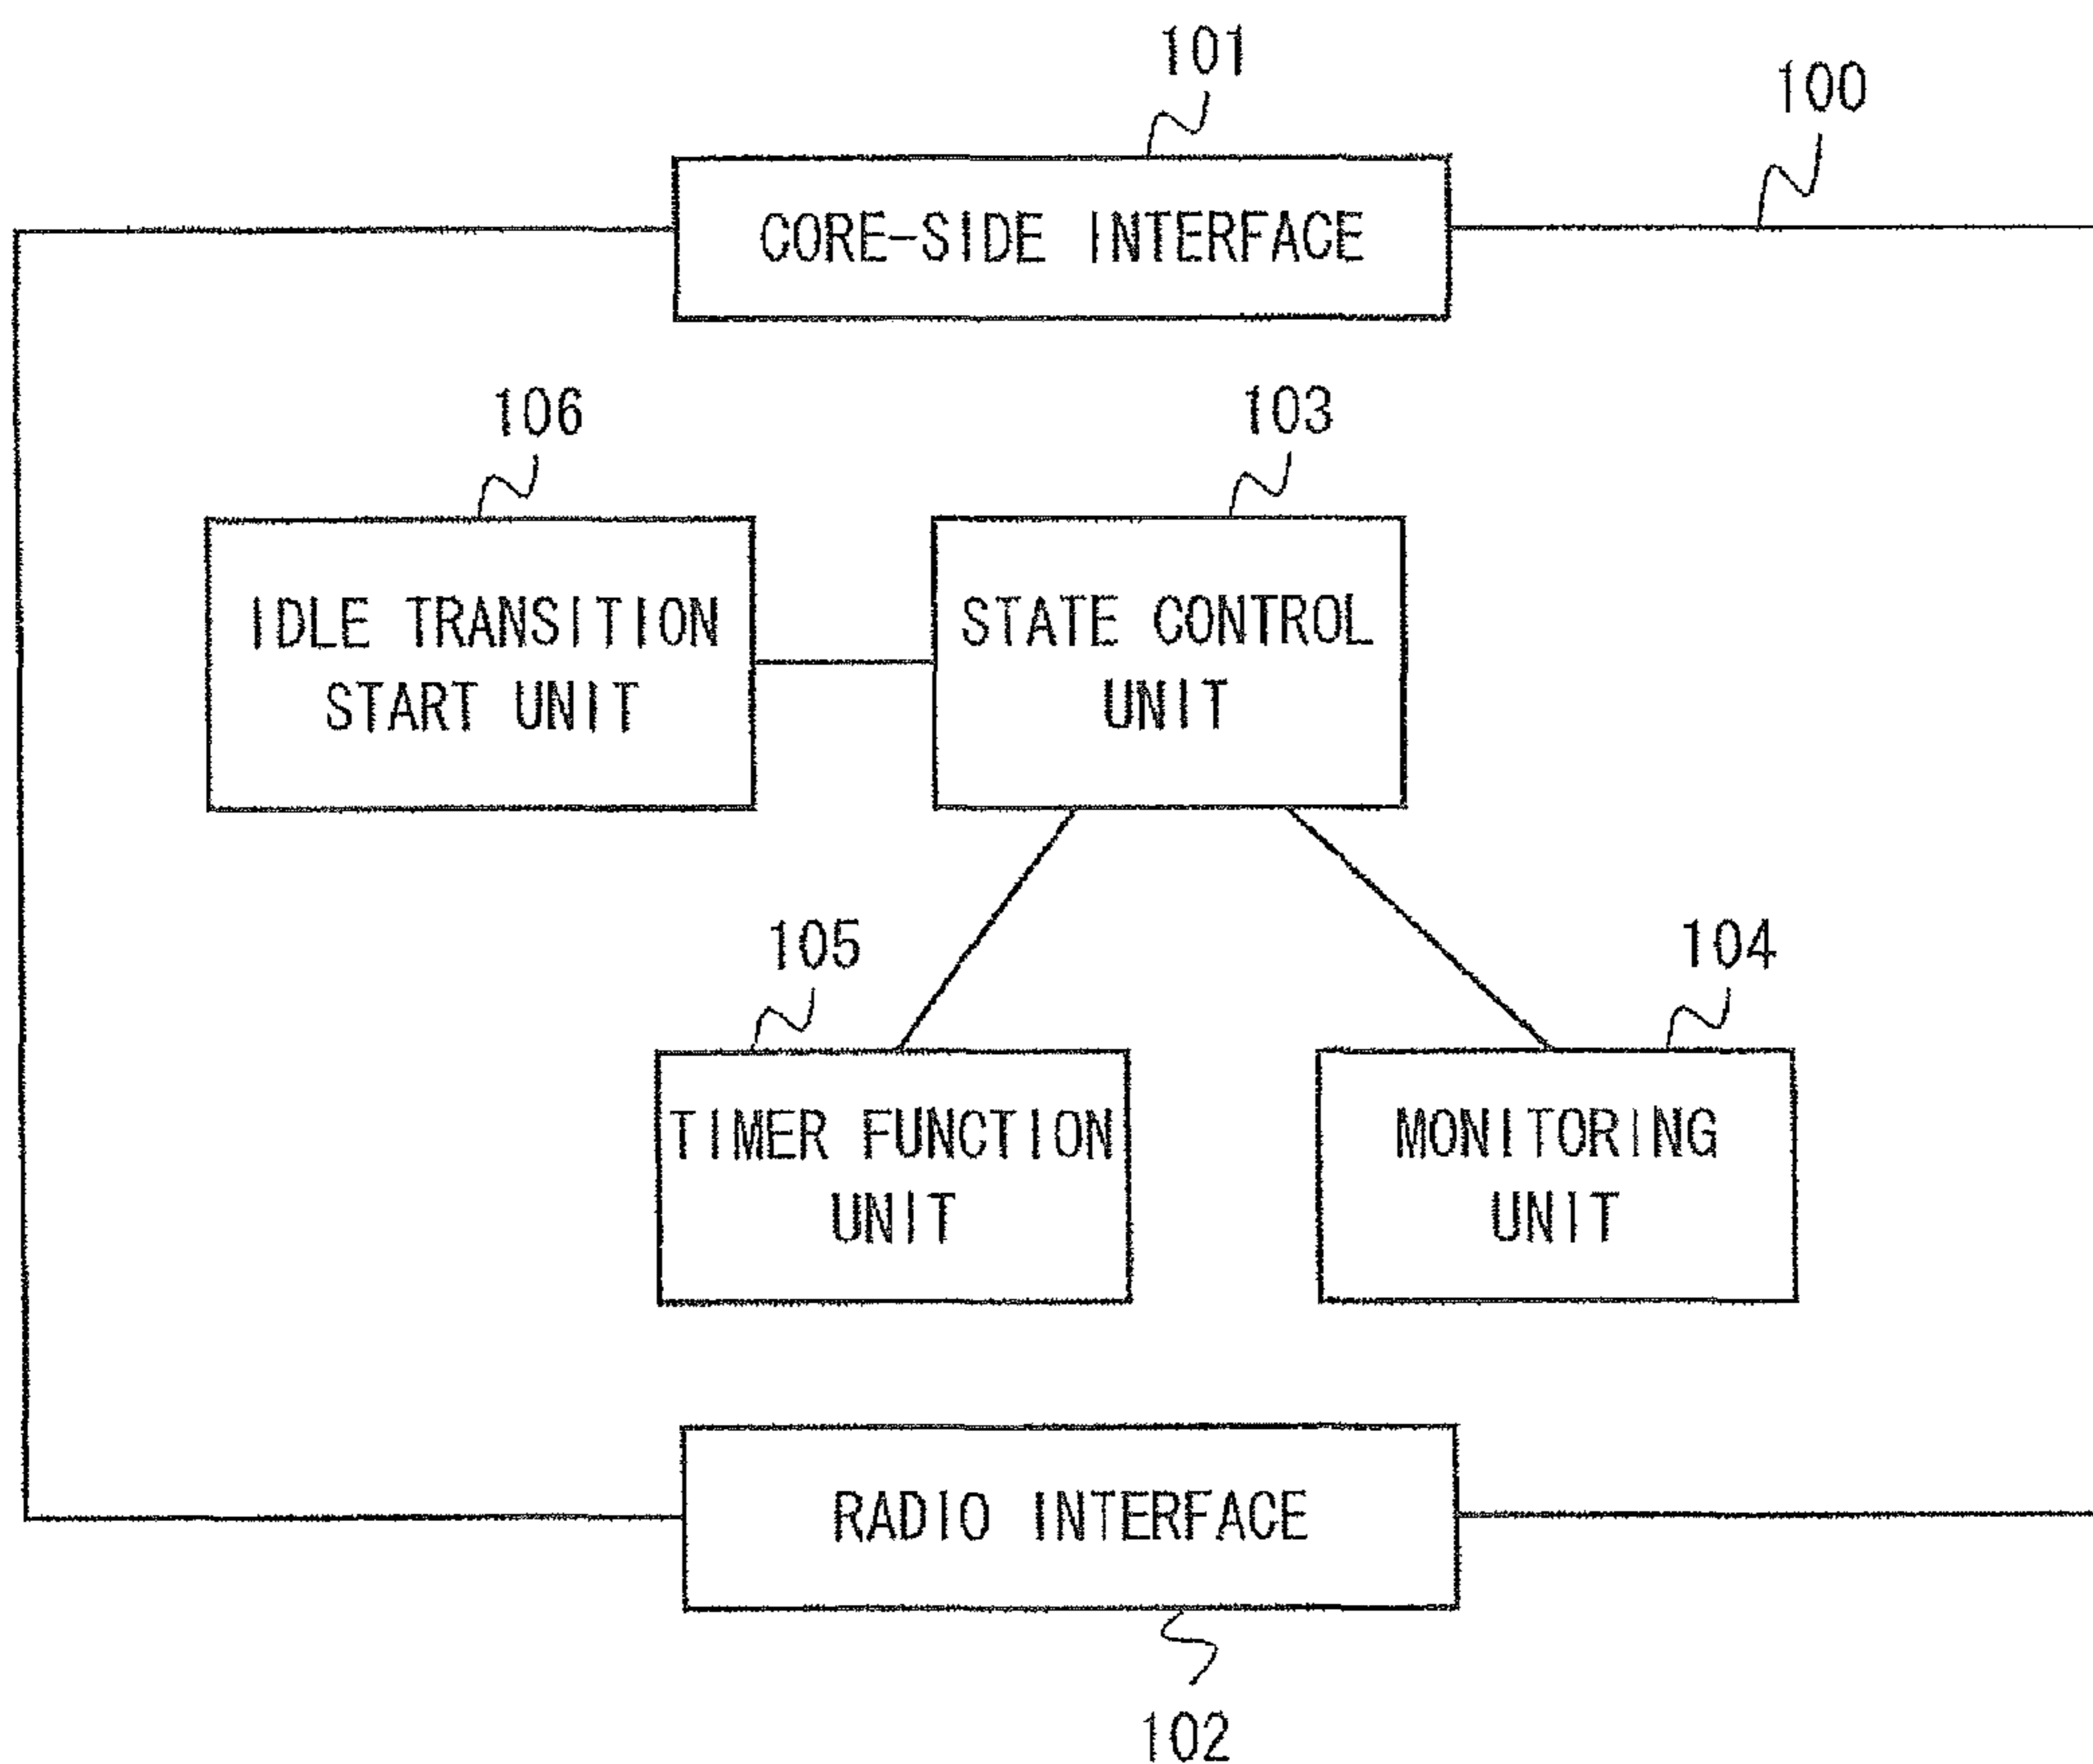 101
100
CORE-SIDE INTERFACE
106
103
IDLE TRANSITION
START UNIT
STATE CONTROL
UNIT
105
104
TIMER FUNCTION
UNIT
MONITORING
UNIT
RADIO INTERFACE
102